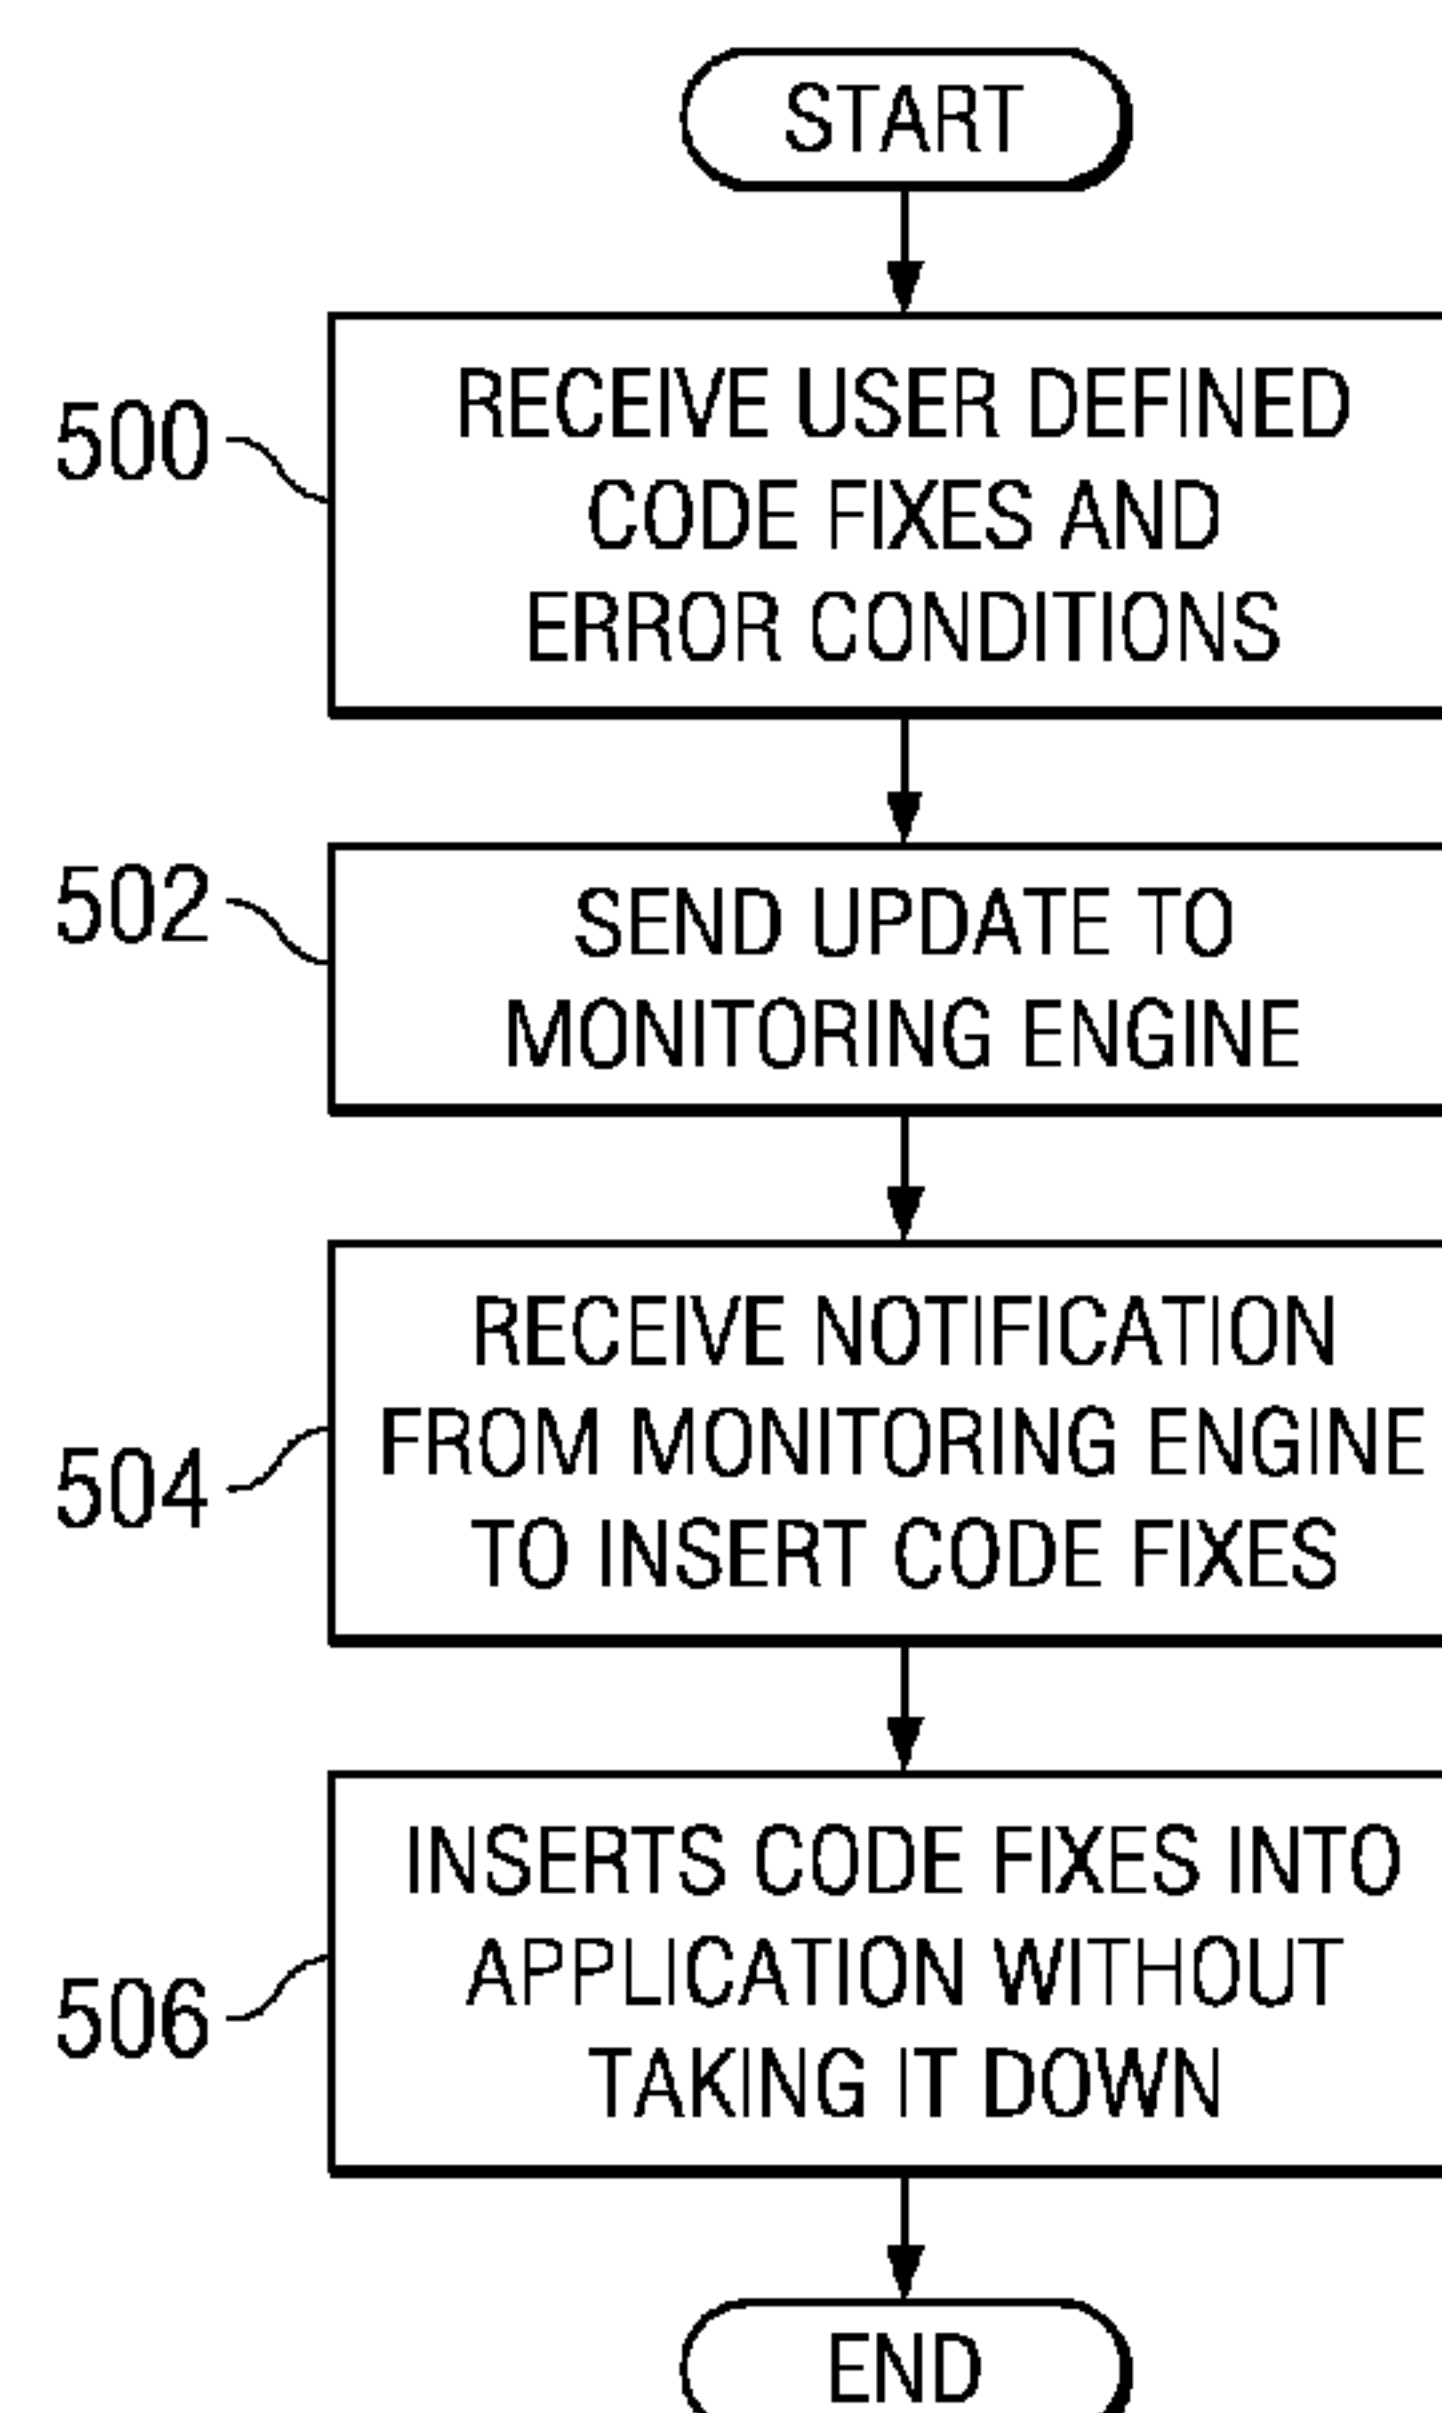 START
500
RECEIVE USER DEFINED
CODE FIXES AND
ERROR CONDITIONS
502
SEND UPDATE TO
MONITORING ENGINE
504
RECEIVE NOTIFICATION
FROM MONITORING ENGINE
TO INSERT CODE FIXES
506
INSERTS CODE FIXES INTO
APPLICATION WITHOUT
TAKING IT DOWN
END